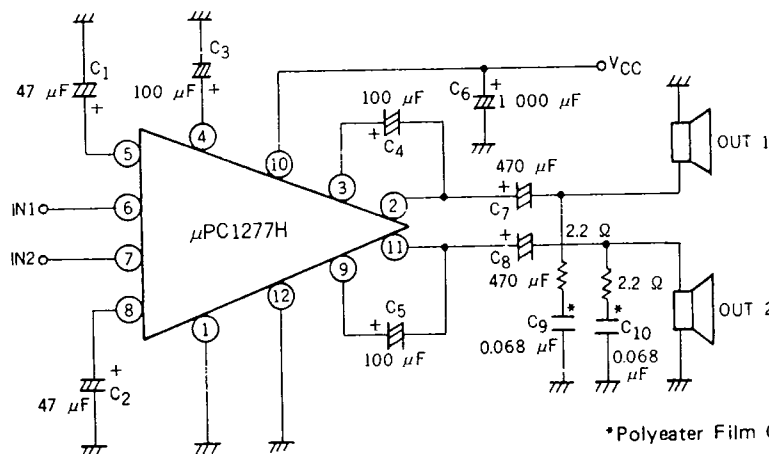 C1
47 µF
+
C3
100 µF
+
4
5
10
VCC
C6
+
1 000 µF
100 µF
+
C4
3
2
OUT 1
470 µF
+
C7
IN1
6
µPC1277H
IN2
7
11
+
C8
470 µF
2.2 Ω
2.2 Ω
9
8
12
1
+
C5
100 µF
*
C9
0.068
µF
*
C10
0.068
µF
OUT 2
+
C2
47 µF
*Polyeater Film